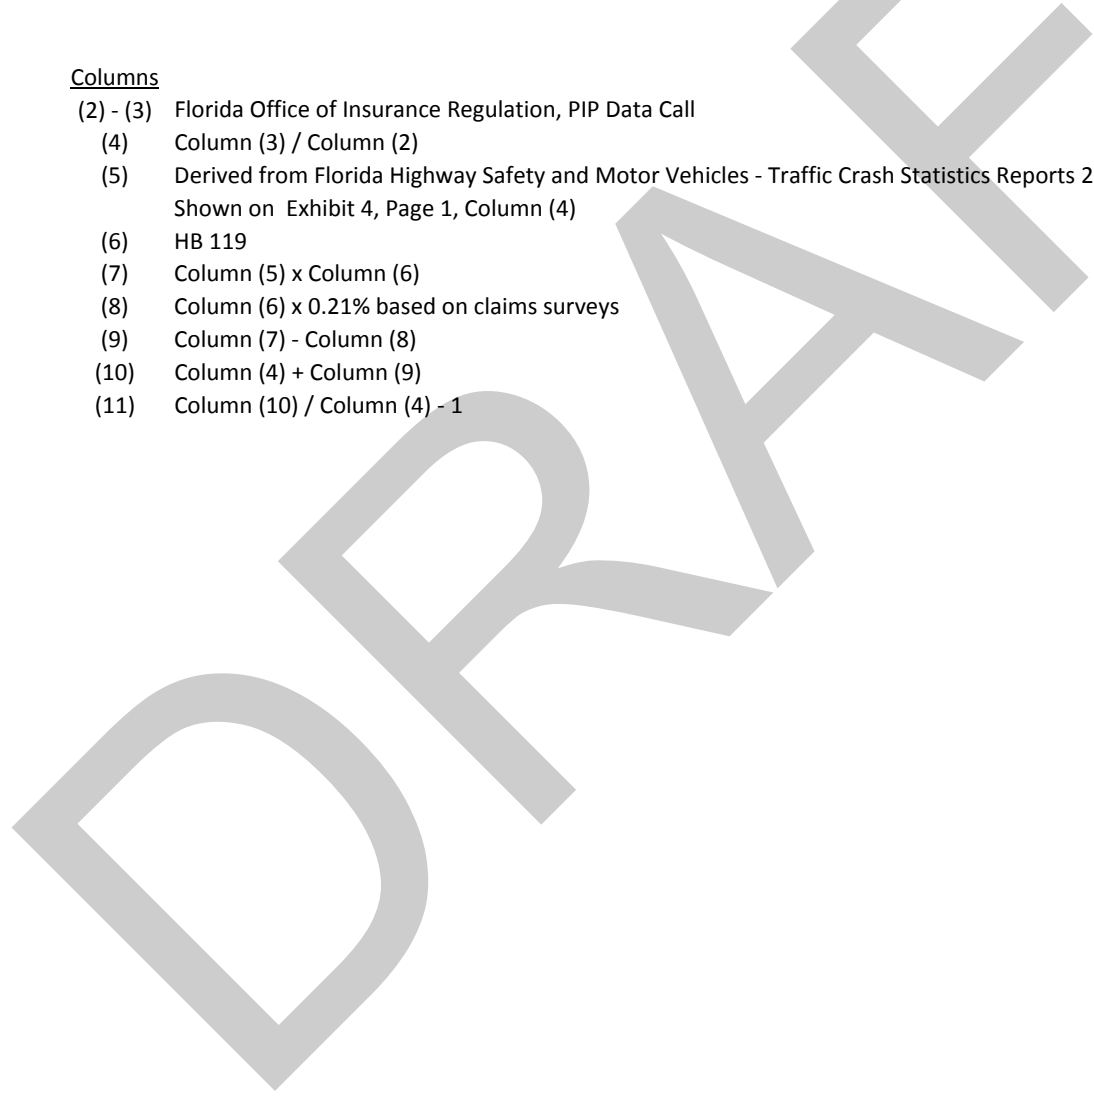 Columns
(2) - (3) Florida Office of Insurance Regulation, PIP Data Call
(4) Column (3) / Column (2)
(5) Derived from Florida Highway Safety and Motor Vehicles - Traffic Crash Statistics Reports 2
Shown on Exhibit 4, Page 1, Column (4)
(6) HB 119
(7) Column (5) x Column (6)
(8) Column (6) x 0.21% based on claims surveys
(9) Column (7) - Column (8)
(10) Column (4) + Column (9)
(11) Column (10) / Column (4) - 1
DRAF